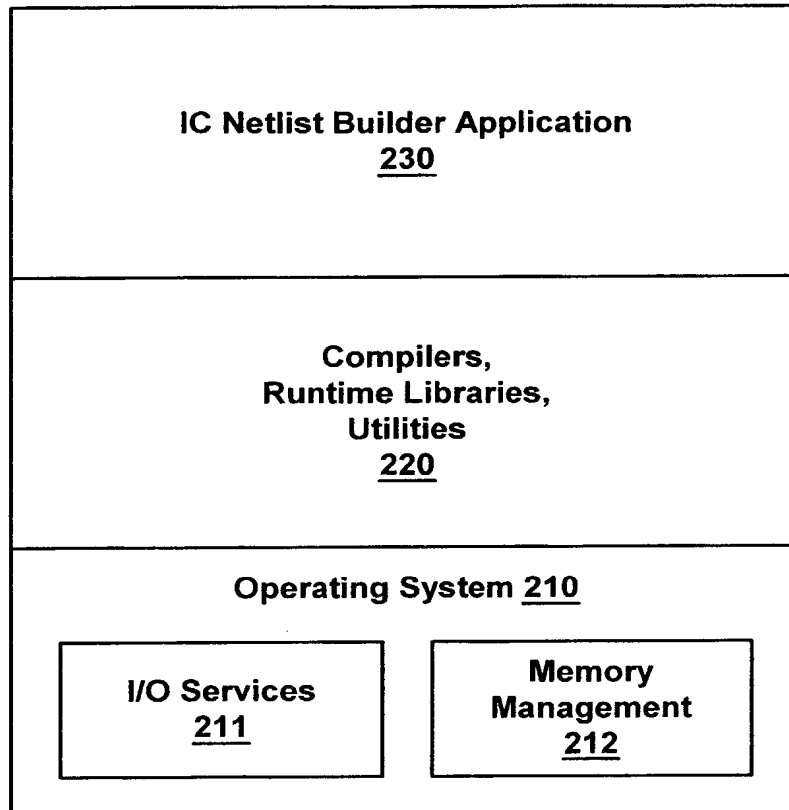 IC Netlist Builder Application
230
Compilers,
Runtime Libraries,
Utilities
220
Operating System 210
I/O Services
211
Memory
Management
212